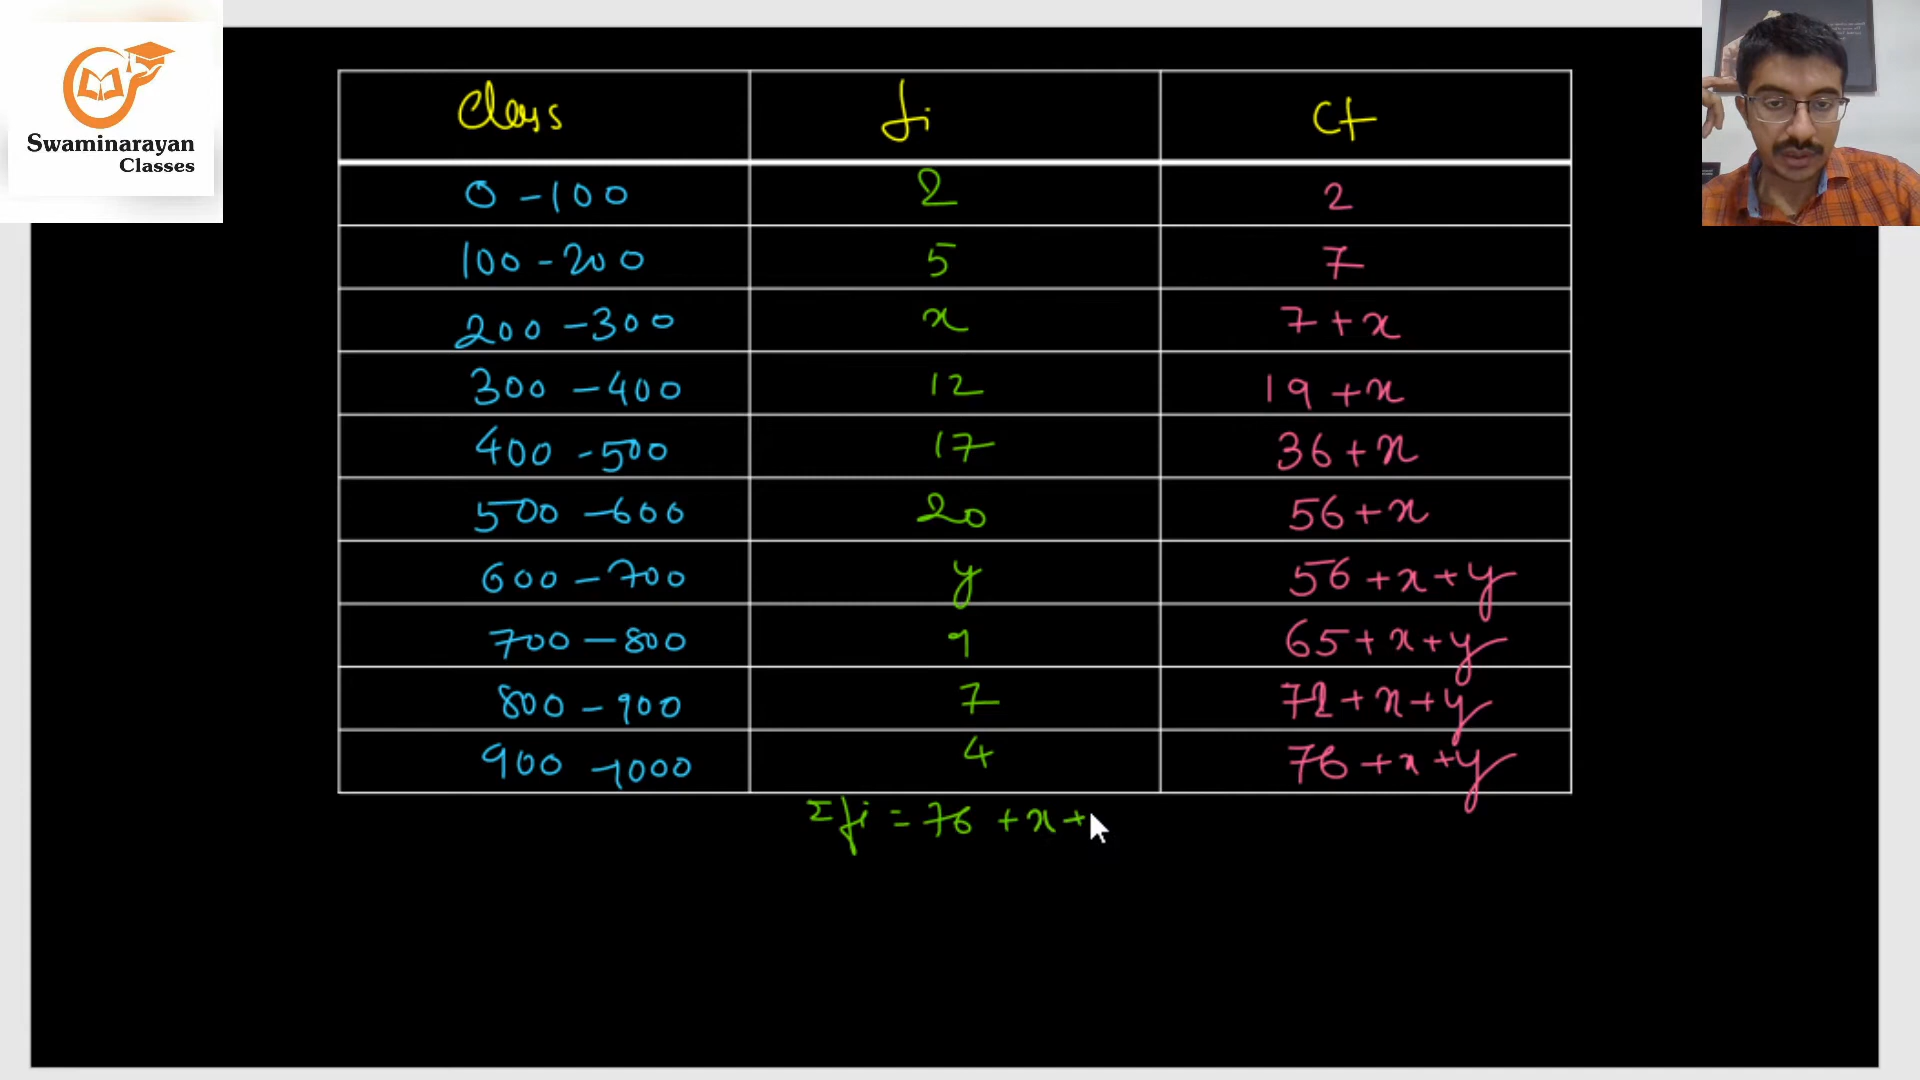 Swaminarayan
Classes
Class fi Cf
0 - 100 2 2
100 - 200 5 7
200 - 300 x 7 + x
300 - 400 12 19 + x
400 - 500 17 36 + x
500 - 600 20 56 + x
600 - 700 y 56 + x + y
700 - 800 9 65 + x + y
800 - 900 7 72 + x + y
900 - 1000 4 76 + x + y
Σfi = 76 + x +